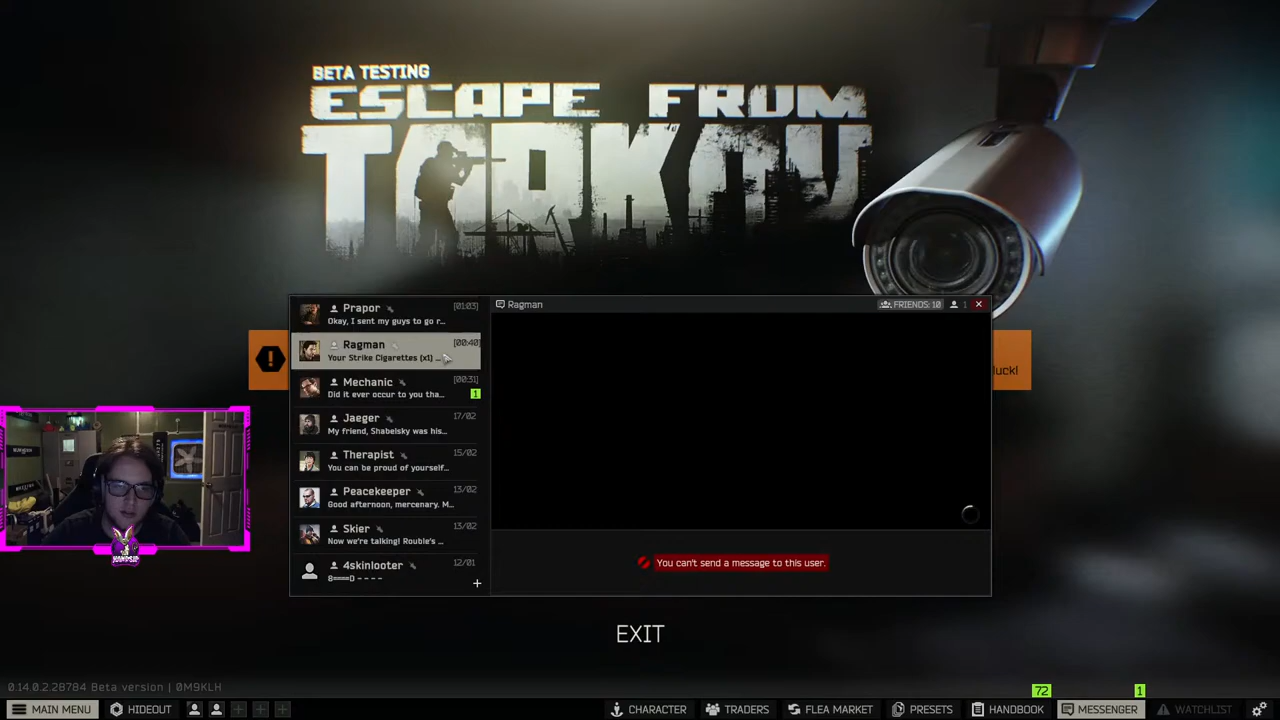 BETA TESTING
ESCAPE FROM
TARKOV
Prapor [01:03]
Okay, I sent my guys to go r...
Ragman [00:40]
Your Strike Cigarettes (x1) ...
Mechanic [00:31]
Did it ever occur to you tha... 1
Jaeger 17/02
My friend, Shabelsky was his...
Therapist 15/02
You can be proud of yourself...
Peacekeeper 13/02
Good afternoon, mercenary. M...
Skier 13/02
Now we're talking! Rouble's ...
4skinlooter 12/01
8===D - - - -
+
Ragman FRIENDS: 10 1
You can't send a message to this user.
luck!
EXIT
0.14.0.2.28784 Beta version | 0M9KLH
72 1
MAIN MENU HIDEOUT CHARACTER TRADERS FLEA MARKET PRESETS HANDBOOK MESSENGER WATCHLIST